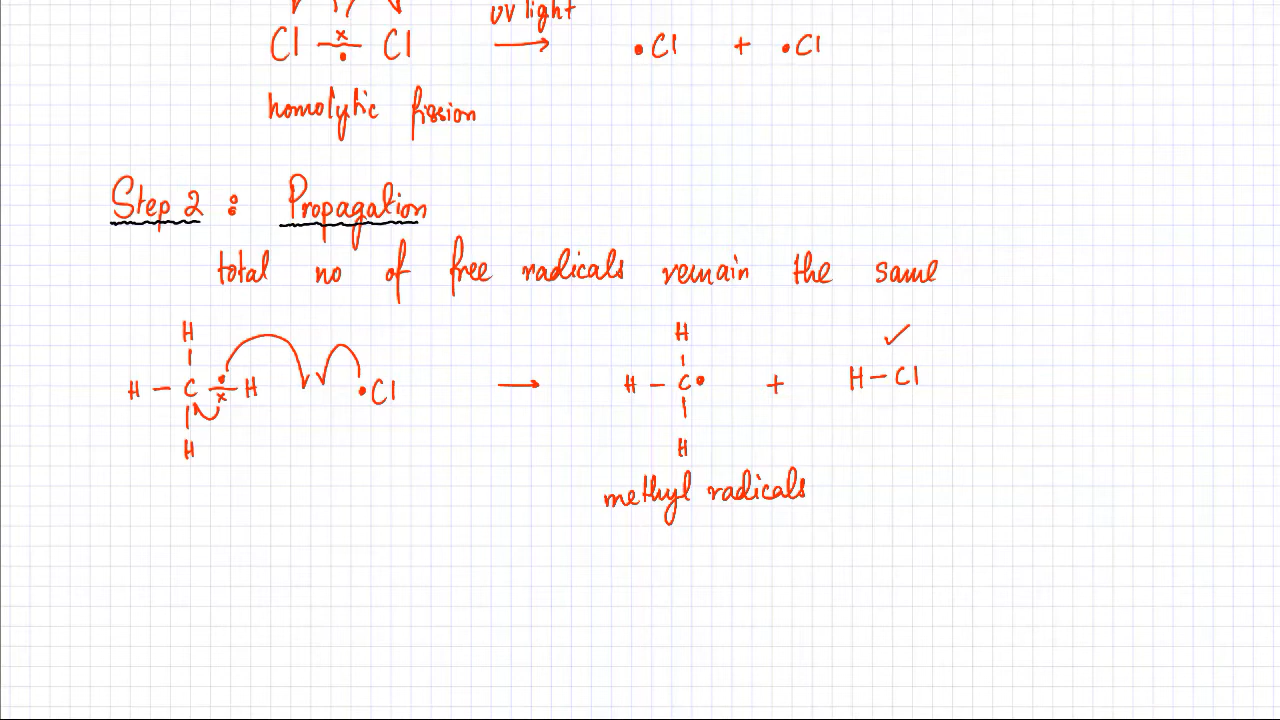 UV light
Cl × • Cl → •Cl + •Cl
homolytic fission
Step 2 : Propagation
total no of free radicals remain the same
H H ✓
H – C • × H •Cl → H – C• + H – Cl
H H
methyl radicals